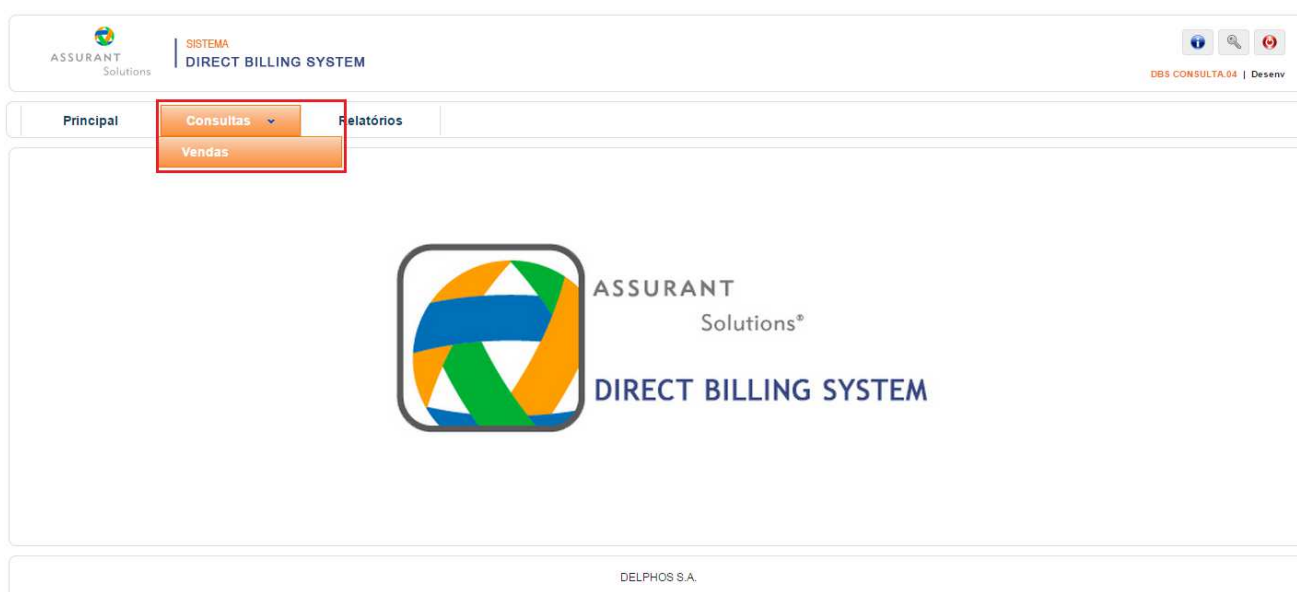 ASSURANT
Solutions
SISTEMA
DIRECT BILLING SYSTEM
DBS CONSULTA.04 | Desenv
Principal
Consultas
Relatórios
Vendas
ASSURANT
Solutions®
DIRECT BILLING SYSTEM
DELPHOS S.A.